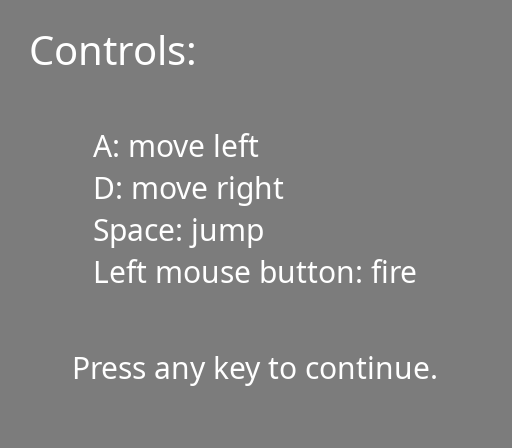 Controls:
A: move left
D: move right
Space: jump
Left mouse button: fire
Press any key to continue.